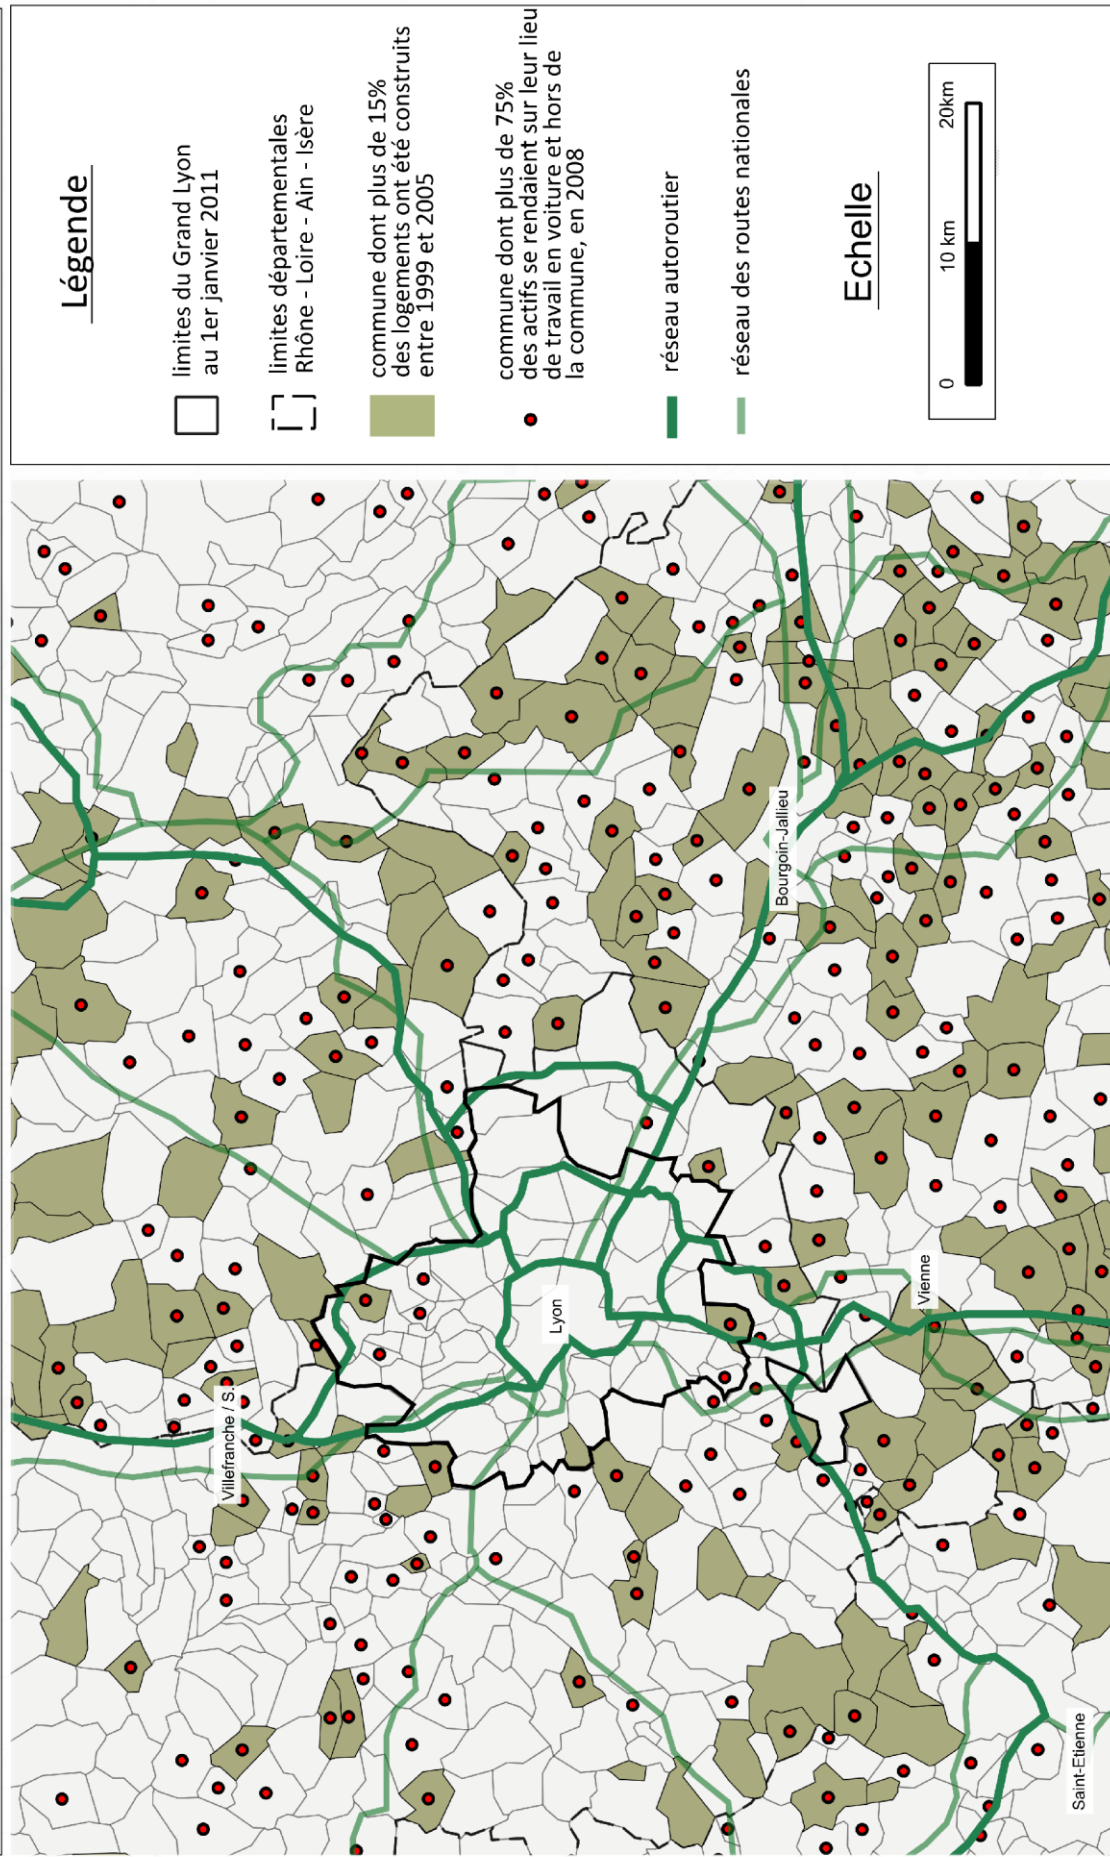 Légende
limites du Grand Lyon
au 1er janvier 2011
limites départementales
Rhône - Loire - Ain - Isère
commune dont plus de 15%
des logements ont été construits
entre 1999 et 2005
commune dont plus de 75%
des actifs se rendaient sur leur lieu
de travail en voiture et hors de
la commune, en 2008
réseau autoroutier
réseau des routes nationales
Echelle
0 10 km 20km
Villefranche / S.
Lyon
Bourgoin-Jallieu
Vienne
Saint-Etienne